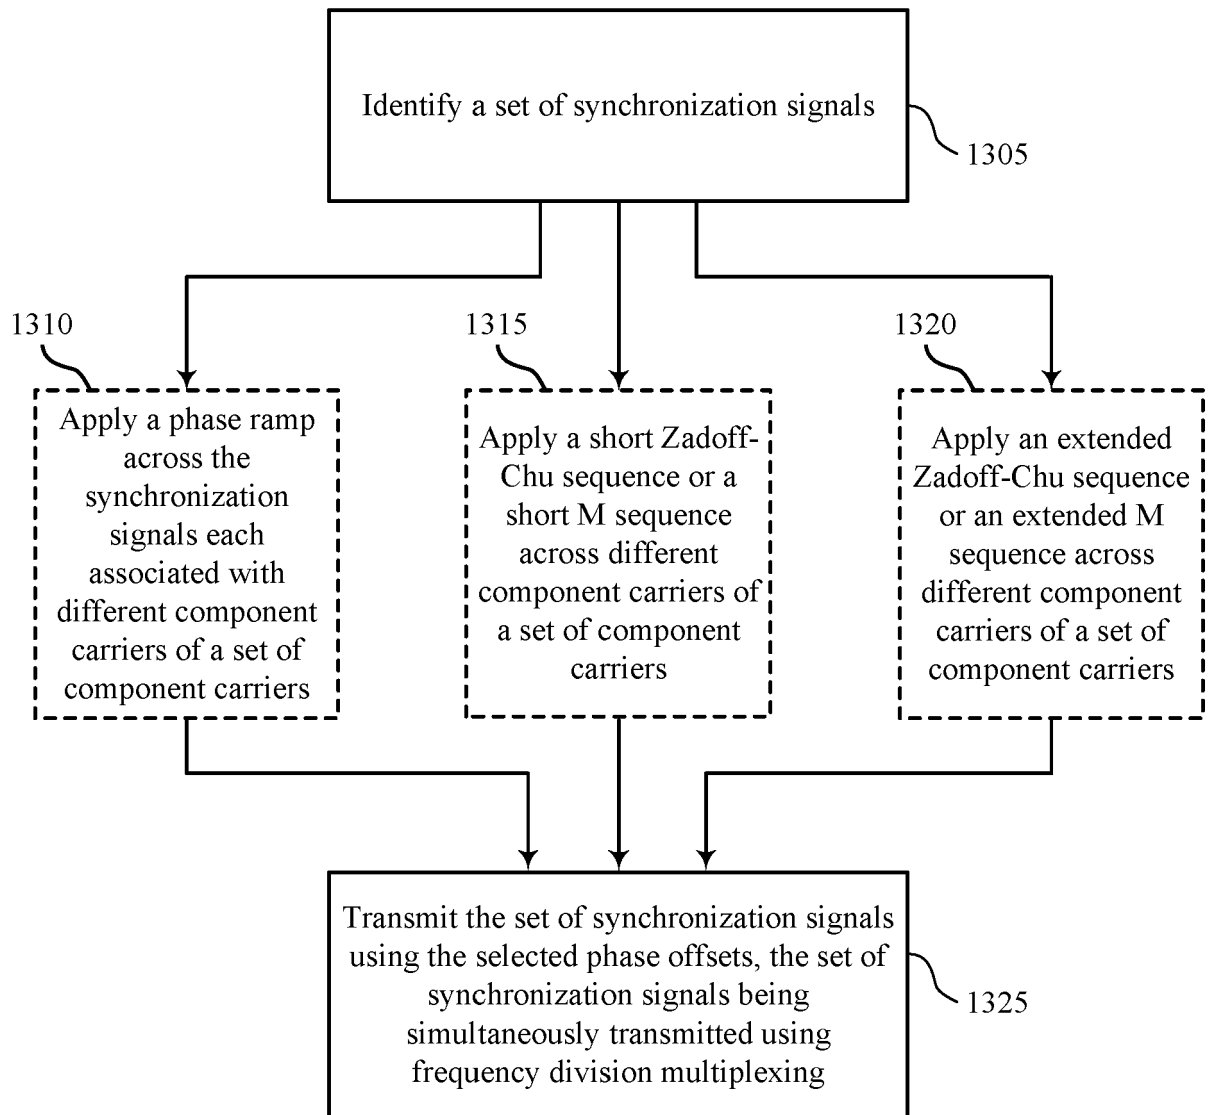 Identify a set of synchronization signals
1305
1310
Apply a phase ramp
across the
synchronization
signals each
associated with
different component
carriers of a set of
component carriers
1315
Apply a short Zadoff-
Chu sequence or a
short M sequence
across different
component carriers of
a set of component
carriers
1320
Apply an extended
Zadoff-Chu sequence
or an extended M
sequence across
different component
carriers of a set of
component carriers
Transmit the set of synchronization signals
using the selected phase offsets, the set of
synchronization signals being
simultaneously transmitted using
frequency division multiplexing
1325